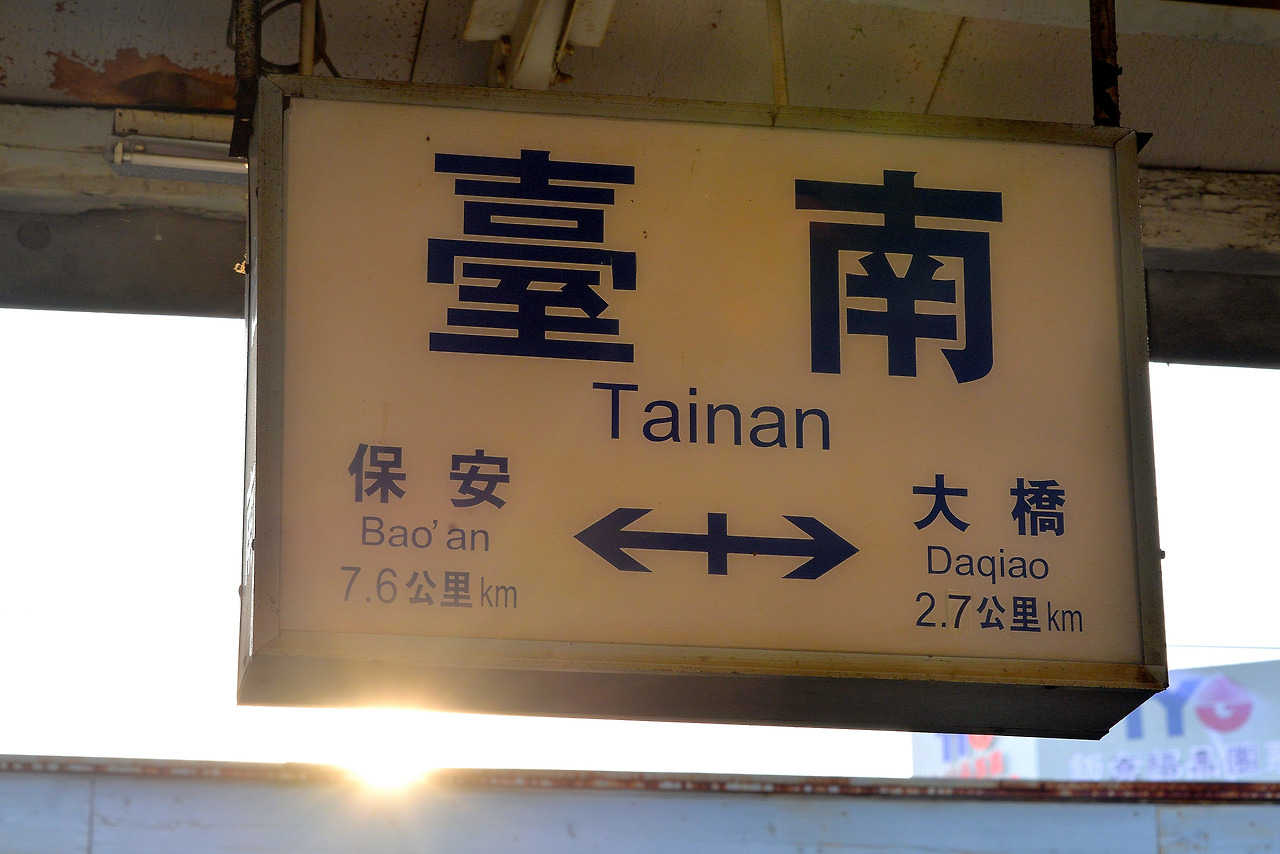 臺南
Tainan
保安
Bao'an
7.6公里km
大橋
Daqiao
2.7公里km